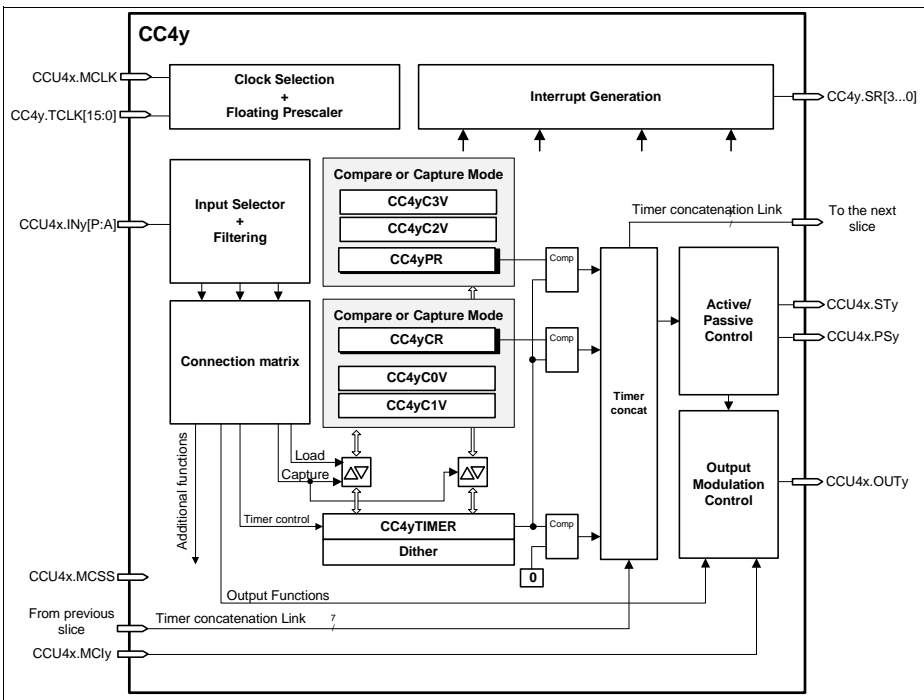 CC4y
CCU4x.MCLK
CC4y.TCLK[15:0]
Clock Selection
+
Floating Prescaler
Interrupt Generation
CC4y.SR[3...0]
CCU4x.INy[P:A]
Input Selector
+
Filtering
Compare or Capture Mode
CC4yC3V
CC4yC2V
CC4yPR
Comp
Timer concatenation Link
7
To the next
slice
Connection matrix
Compare or Capture Mode
CC4yCR
CC4yC0V
CC4yC1V
Comp
Timer
concat
Active/
Passive
Control
CCU4x.STy
CCU4x.PSy
Load
Capture
Additional functions
Timer control
CC4yTIMER
Dither
Comp
0
Output
Modulation
Control
CCU4x.OUTy
CCU4x.MCSS
Output Functions
From previous
slice
Timer concatenation Link
7
CCU4x.MCIy